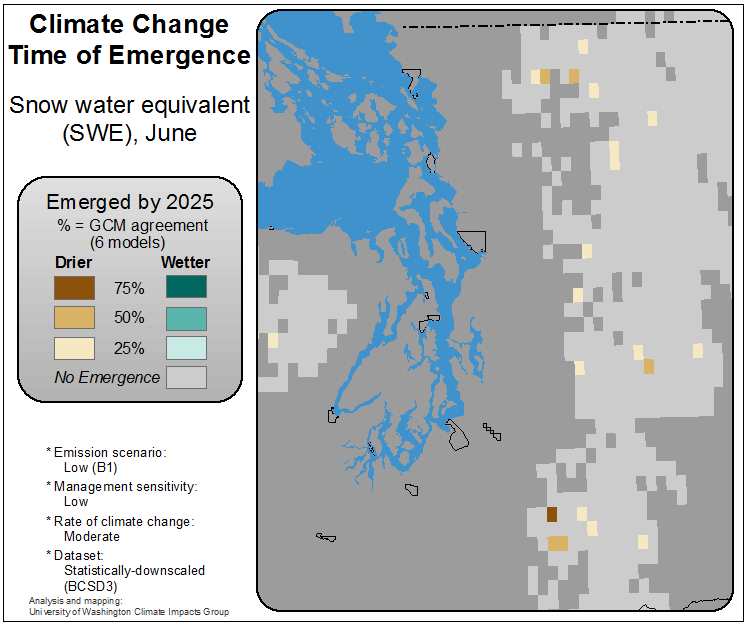 Climate Change
Time of Emergence
Snow water equivalent
(SWE), June
Emerged by 2025
% = GCM agreement
(6 models)
Drier Wetter
75%
50%
25%
No Emergence
* Emission scenario:
Low (B1)
* Management sensitivity:
Low
* Rate of climate change:
Moderate
* Dataset:
Statistically-downscaled
(BCSD3)
Analysis and mapping:
University of Washington Climate Impacts Group